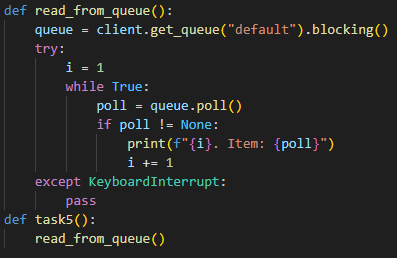 def read_from_queue():
    queue = client.get_queue("default").blocking()
    try:
        i = 1
        while True:
            poll = queue.poll()
            if poll != None:
                print(f"{i}. Item: {poll}")
                i += 1
    except KeyboardInterrupt:
        pass
def task5():
    read_from_queue()